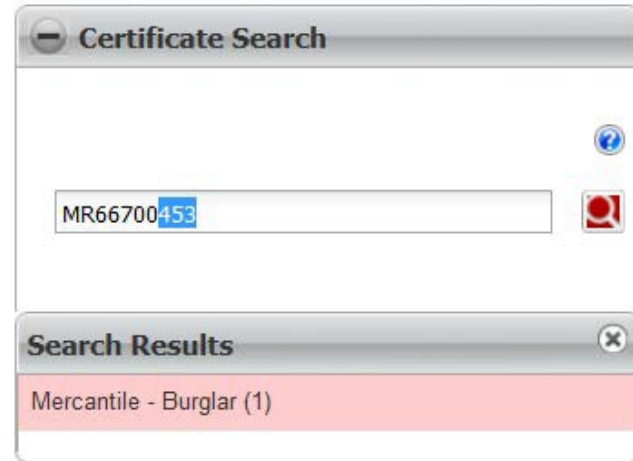 Certificate Search
?
MR66700453
Search Results
Mercantile - Burglar (1)